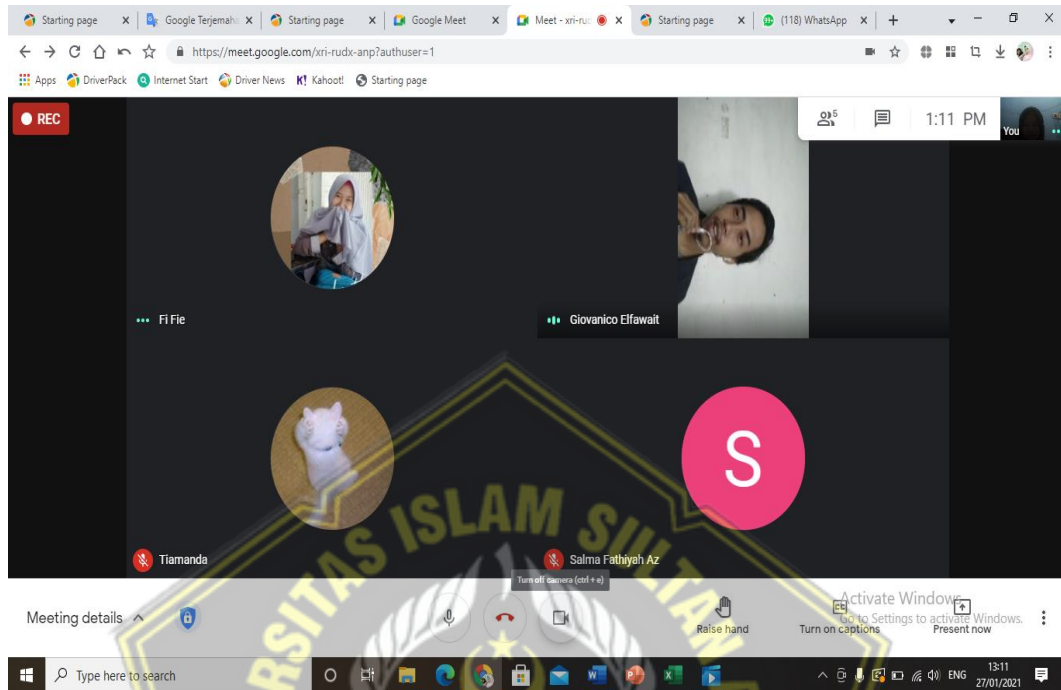 Starting page
Google Terjemaha
Starting page
Google Meet
Meet - xri-ru
Starting page
(118) WhatsApp
https://meet.google.com/xri-rudx-anp?authuser=1
Apps DriverPack Internet Start Driver News K! Kahoot! Starting page
REC
5
1:11 PM
You
Fi Fie
Giovanico Elfawait
S
Tiamanda
Salma Fathiyah Az
Turn off camera (ctrl + e)
Meeting details
Raise hand
Turn on captions
Present now
Activate Windows
Go to Settings to activate Windows.
Type here to search
ENG
13:11
27/01/2021
RSITAS ISLAM SULTAN